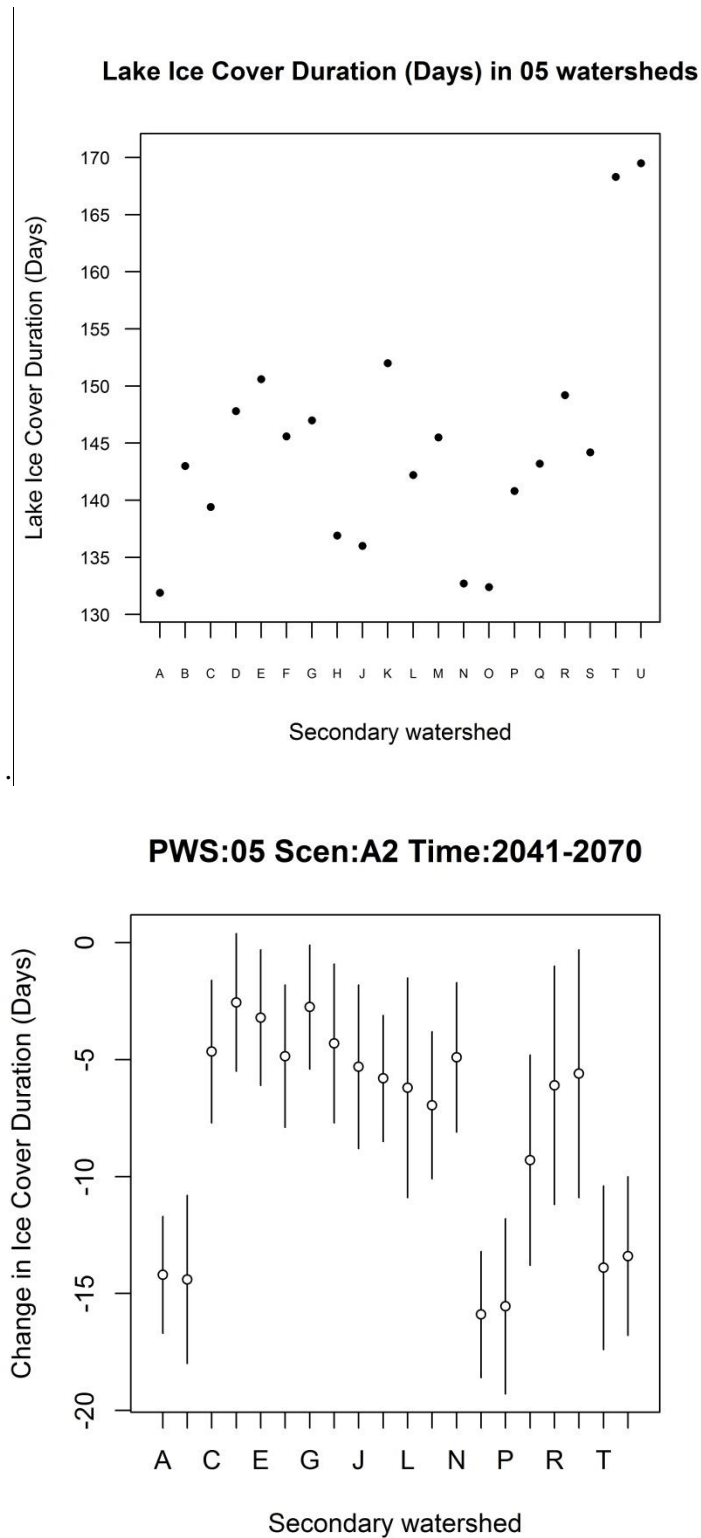 Lake Ice Cover Duration (Days) in 05 watersheds
Lake Ice Cover Duration (Days)
170
165
160
155
150
145
140
135
130
A B C D E F G H J K L M N O P Q R S T U
Secondary watershed
.
PWS:05 Scen:A2 Time:2041-2070
Change in Ice Cover Duration (Days)
0
-5
-10
-15
-20
A C E G J L N P R T
Secondary watershed